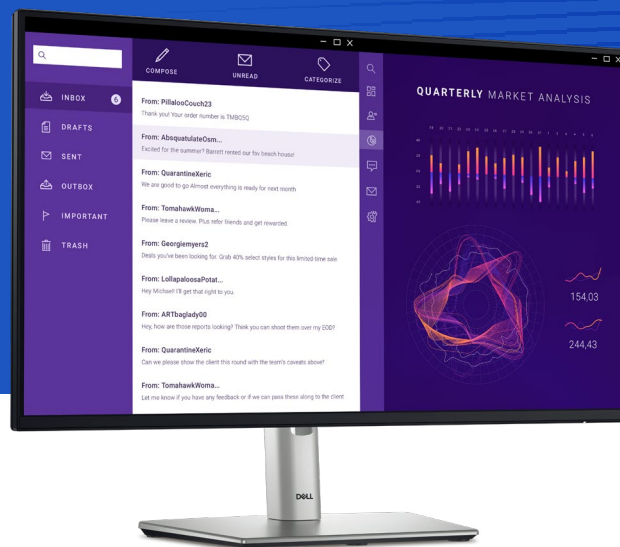 COMPOSE
UNREAD
CATEGORIZE
INBOX 6
DRAFTS
SENT
OUTBOX
IMPORTANT
TRASH
From: PillalooCouch23
Thank you! Your order number is TMBQ5Q
From: AbsquatulateOsm...
Excited for the summer? Barrett rented our fav beach house!
From: QuarantineXeric
We are good to go Almost everything is ready for next month
From: TomahawkWoma...
Please leave a review. Plus refer friends and get rewarded.
From: Georgiemyers2
Deals you've been looking for. Grab 40% select styles for this limited time sale.
From: LollapaloosaPotat...
Hey Michael! I'll get that right to you.
From: ARTbaglady00
Hey, how are those reports looking? Think you can shoot them over my EOD?
From: QuarantineXeric
Can we please show the client this round with the team's caveats above?
From: TomahawkWoma...
Let me know if you have any feedback or if we can pass these along to the client
QUARTERLY MARKET ANALYSIS
154,03
244,43
DELL